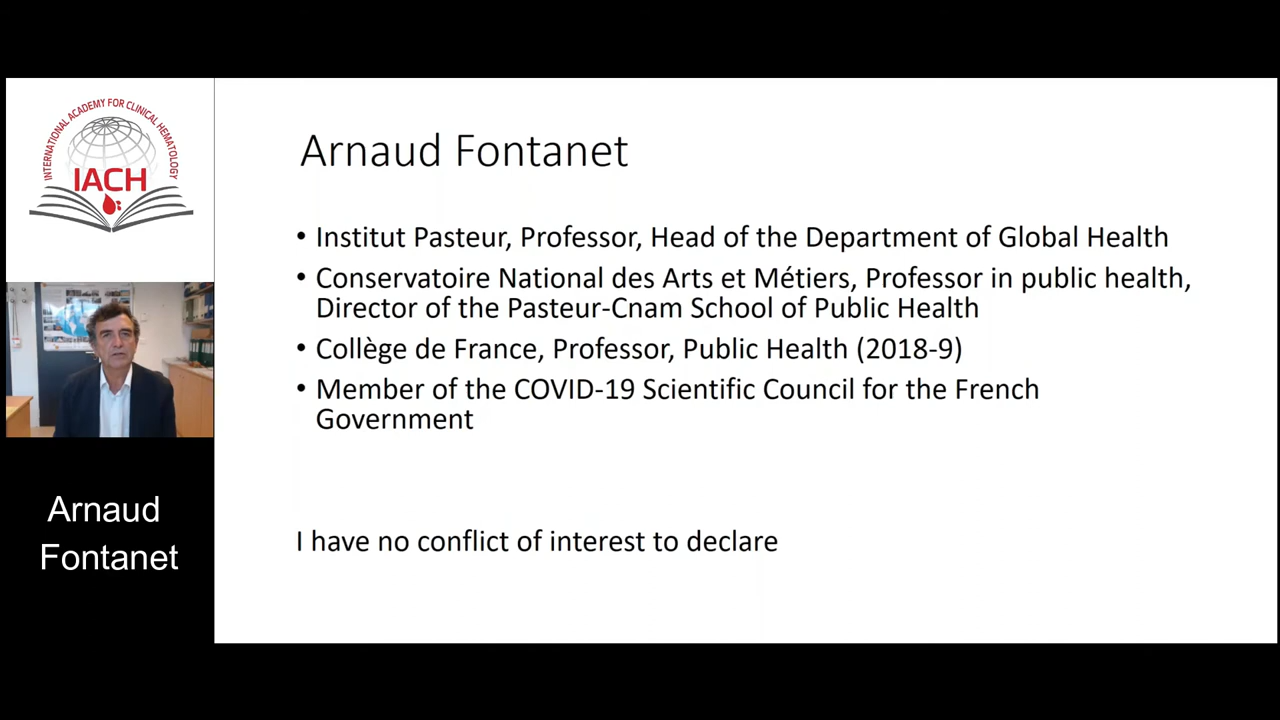 INTERNATIONAL ACADEMY FOR CLINICAL HEMATOLOGY
IACH
Arnaud
Fontanet
Arnaud Fontanet
• Institut Pasteur, Professor, Head of the Department of Global Health
• Conservatoire National des Arts et Métiers, Professor in public health,
Director of the Pasteur-Cnam School of Public Health
• Collège de France, Professor, Public Health (2018-9)
• Member of the COVID-19 Scientific Council for the French
Government
I have no conflict of interest to declare